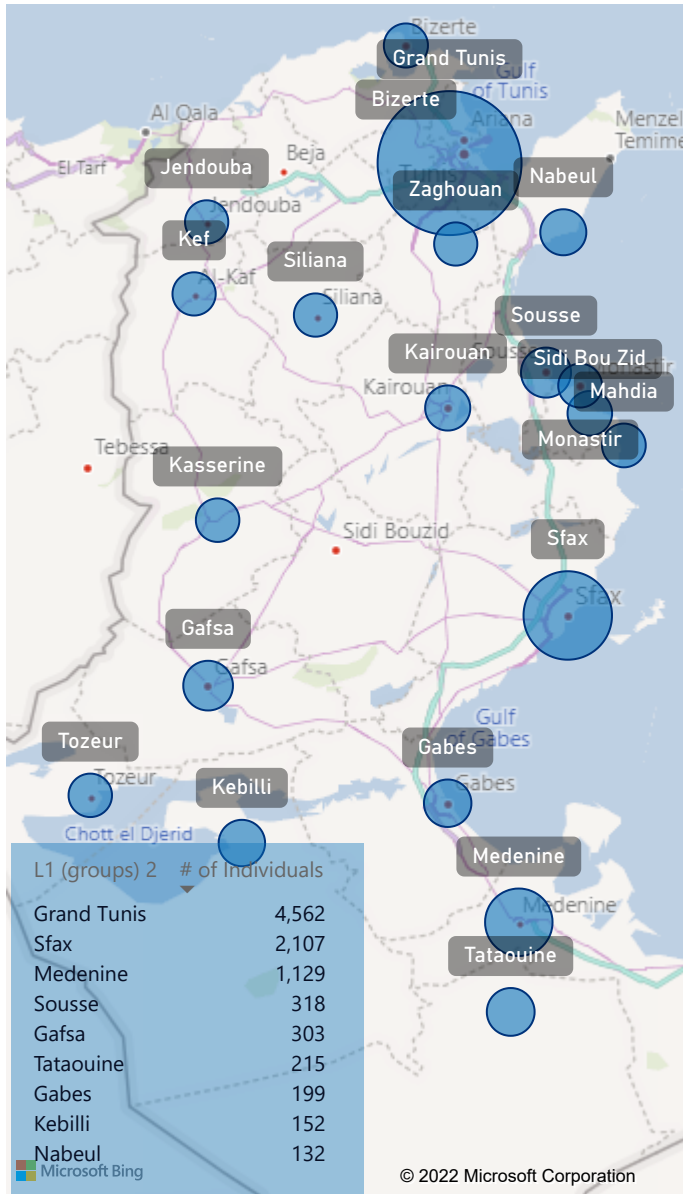 Bizerte
Grand Tunis
Gulf
of Tunis
Bizerte
Ariana
Al Qala
Menzel
Temime
El Tarf
Beja
Jendouba
Tunis
Nabeul
Zaghouan
Jendouba
Kef
Siliana
Al-Kaf
Siliana
Sousse
Kairouan
Sidi Bou Zid
Kairouan
Mahdia
Tebessa
Monastir
Kasserine
Sidi Bouzid
Sfax
Sfax
Gafsa
Gafsa
Gulf
of Gabes
Tozeur
Gabes
Tozeur
Kebilli
Gabes
Chott el Djerid
Medenine
Medenine
Tataouine
L1 (groups) 2 # of Individuals
Grand Tunis 4,562
Sfax 2,107
Medenine 1,129
Sousse 318
Gafsa 303
Tataouine 215
Gabes 199
Kebilli 152
Nabeul 132
Microsoft Bing
© 2022 Microsoft Corporation